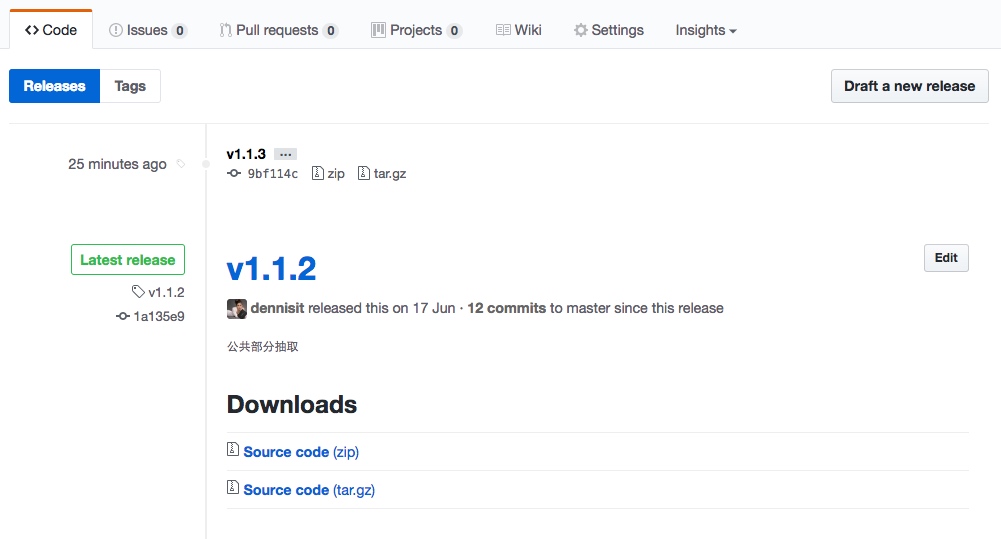 Code Issues 0 Pull requests 0 Projects 0 Wiki Settings Insights
Releases Tags Draft a new release
25 minutes ago v1.1.3 ...
9bf114c zip tar.gz
Latest release
v1.1.2 Edit
v1.1.2
dennisit released this on 17 Jun · 12 commits to master since this release
1a135e9
公共部分抽取
Downloads
Source code (zip)
Source code (tar.gz)